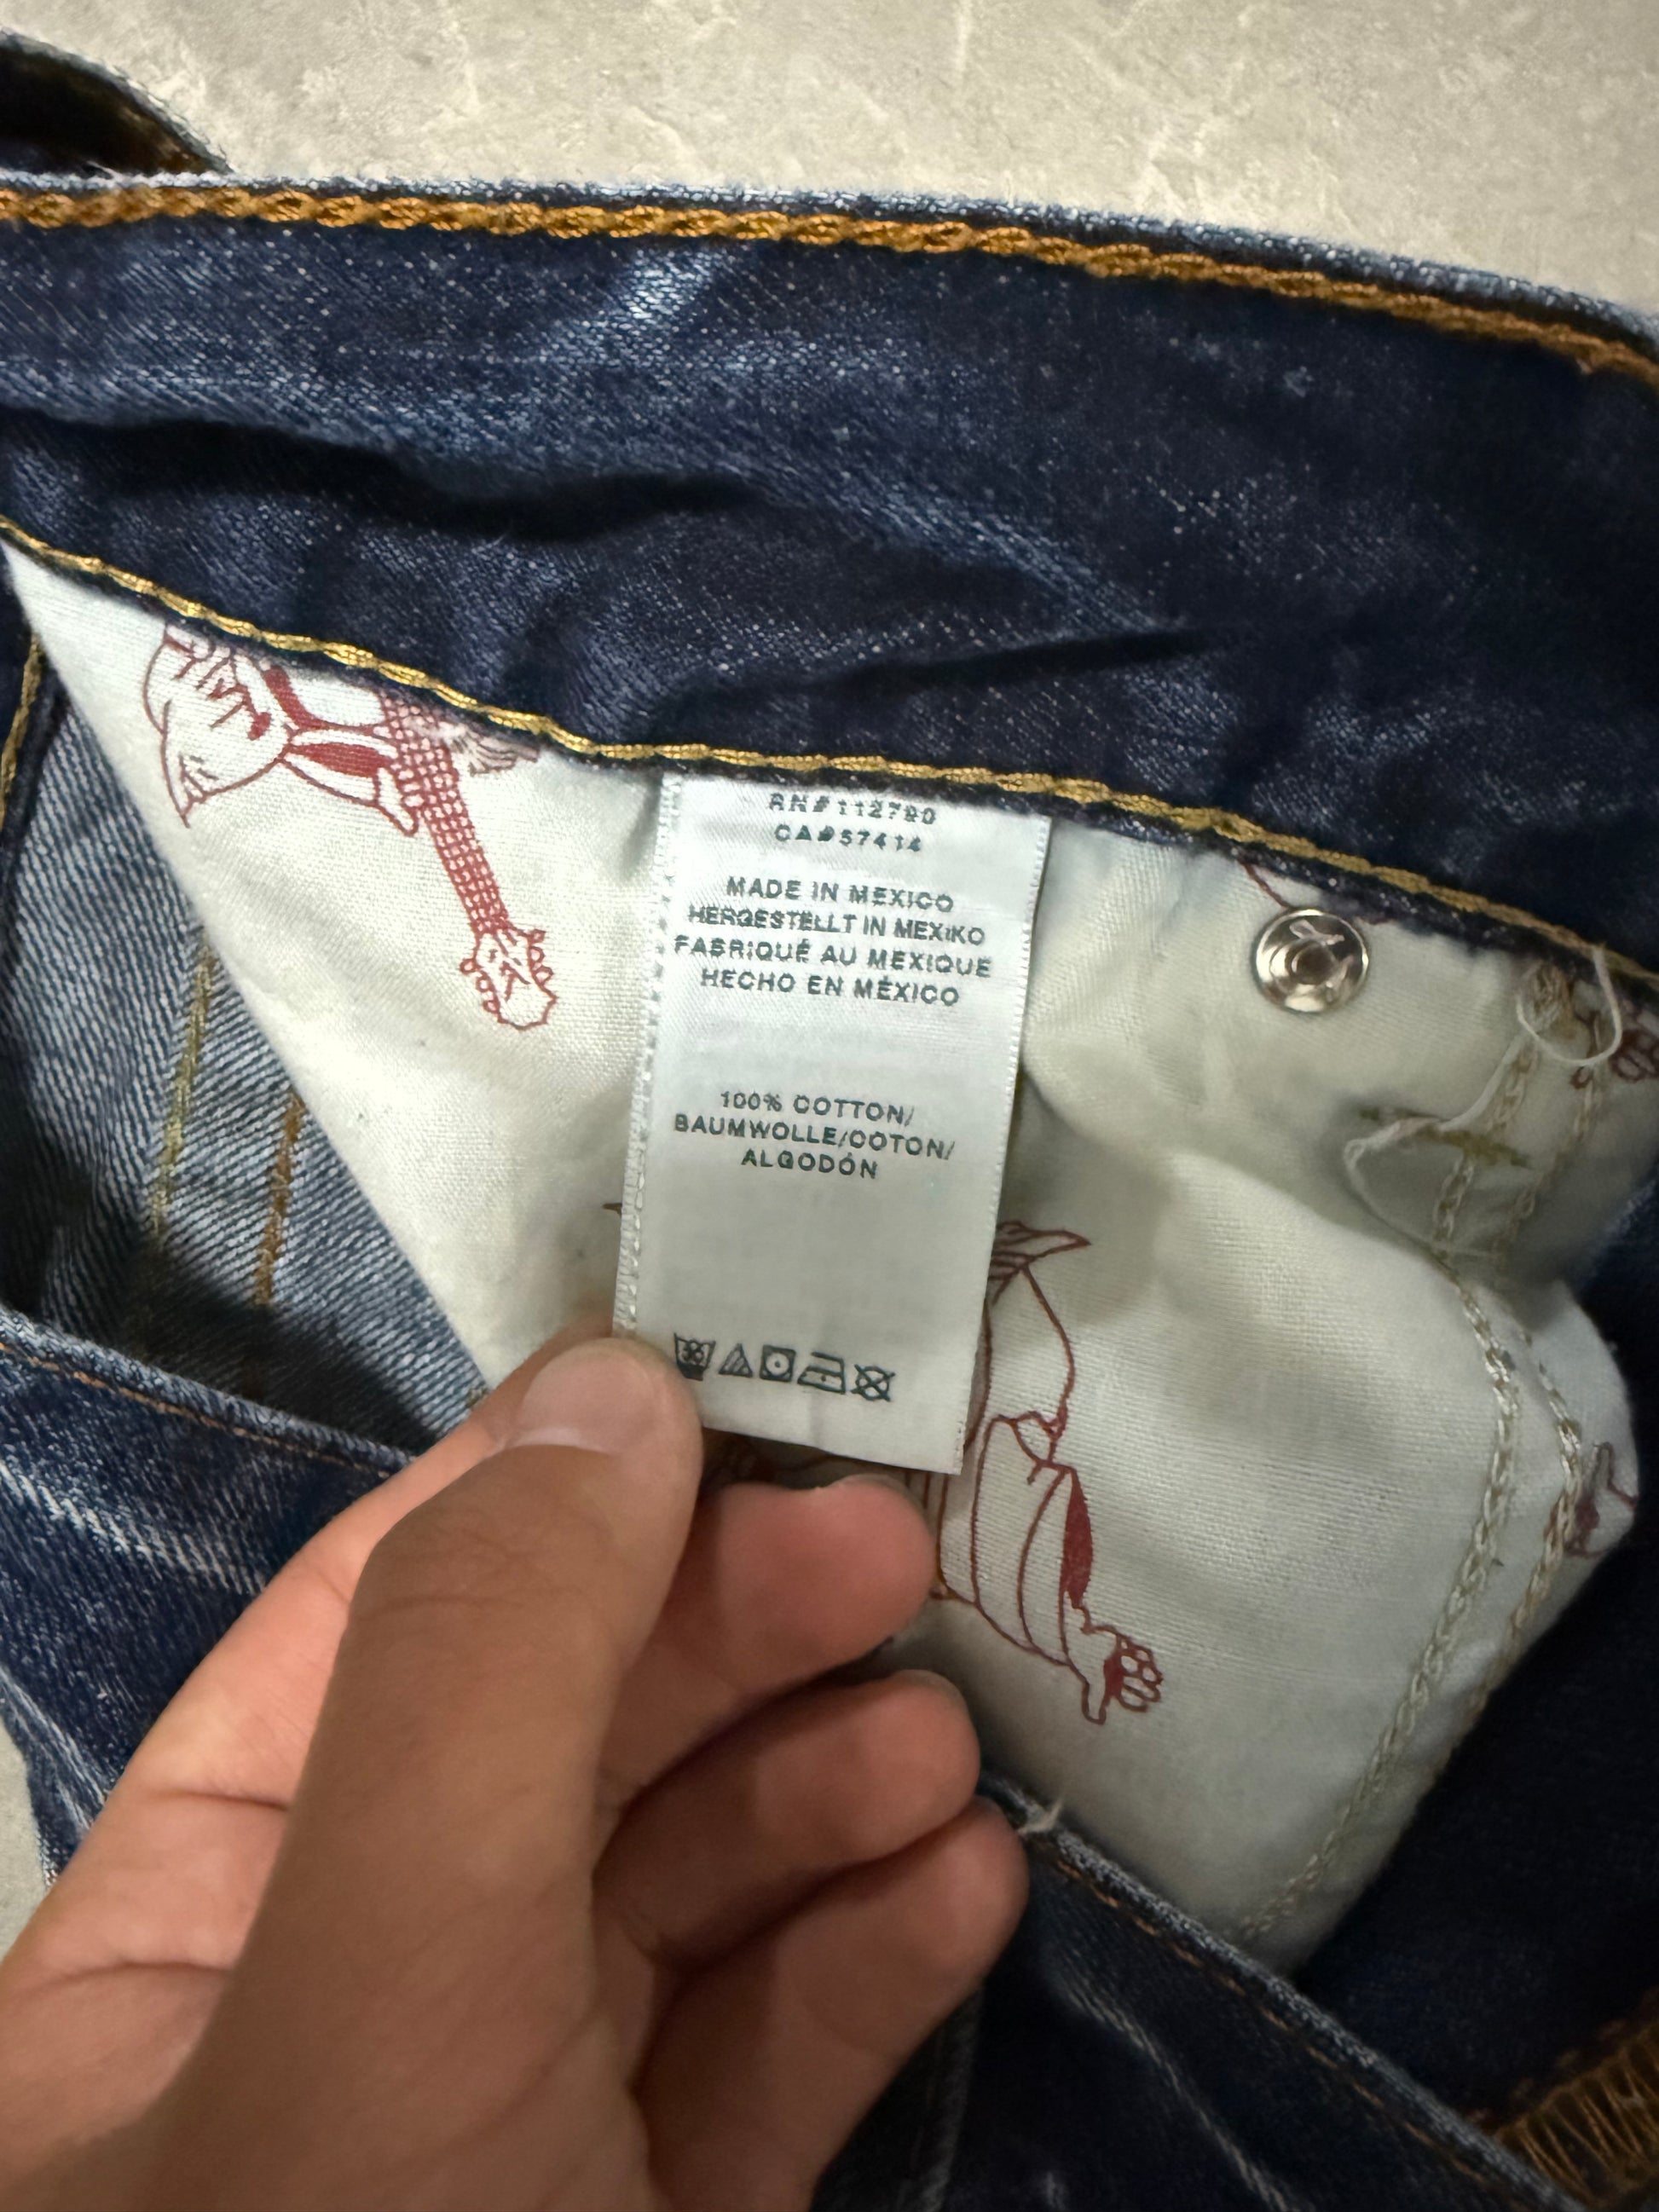 RN#112790
CA#57414
MADE IN MEXICO
HERGESTELLT IN MEXIKO
FABRIQUÉ AU MEXIQUE
HECHO EN MÉXICO
100% COTTON/
BAUMWOLLE/COTON/
ALGODÓN